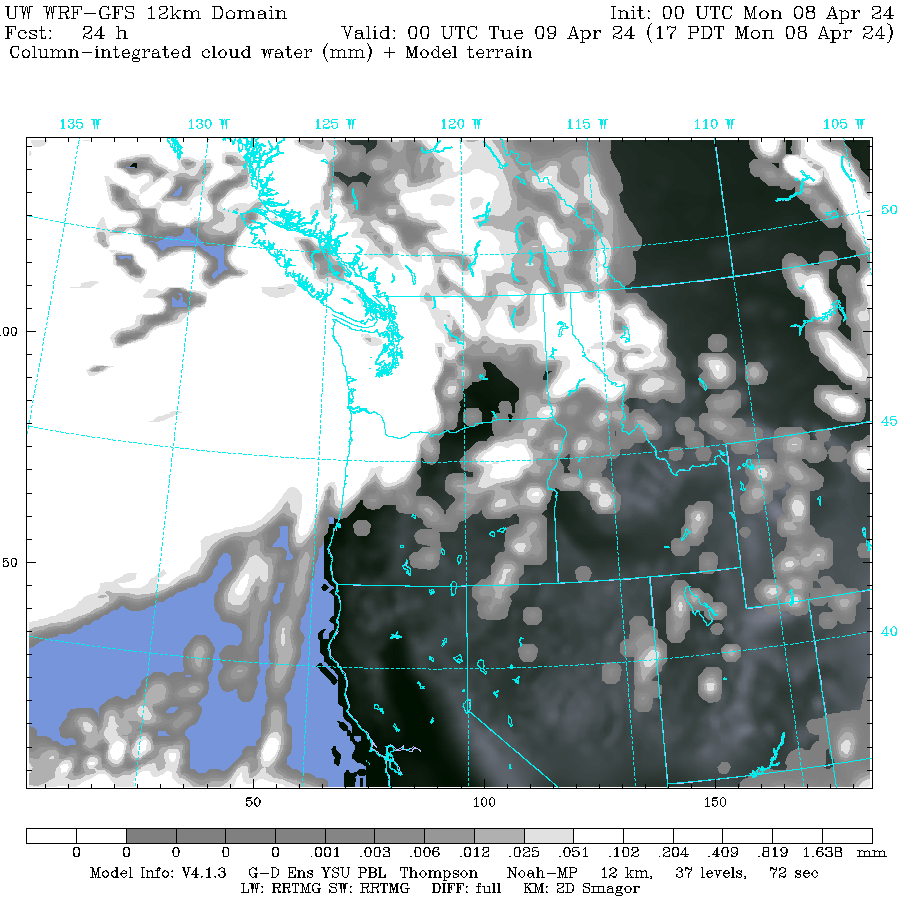 UW WRF-GFS 12km Domain Init: 00 UTC Mon 08 Apr 24
Fcst: 24 h Valid: 00 UTC Tue 09 Apr 24 (17 PDT Mon 08 Apr 24)
Column-integrated cloud water (mm) + Model terrain
135 W 130 W 125 W 120 W 115 W 110 W 105 W
50
00
45
50
40
50 100 150
0 0 0 0 .001 .003 .006 .012 .025 .051 .102 .204 .409 .819 1.638 mm
Model Info: V4.1.3 G-D Ens YSU PBL Thompson Noah-MP 12 km, 37 levels, 72 sec
LW: RRTMG SW: RRTMG DIFF: full KM: 2D Smagor